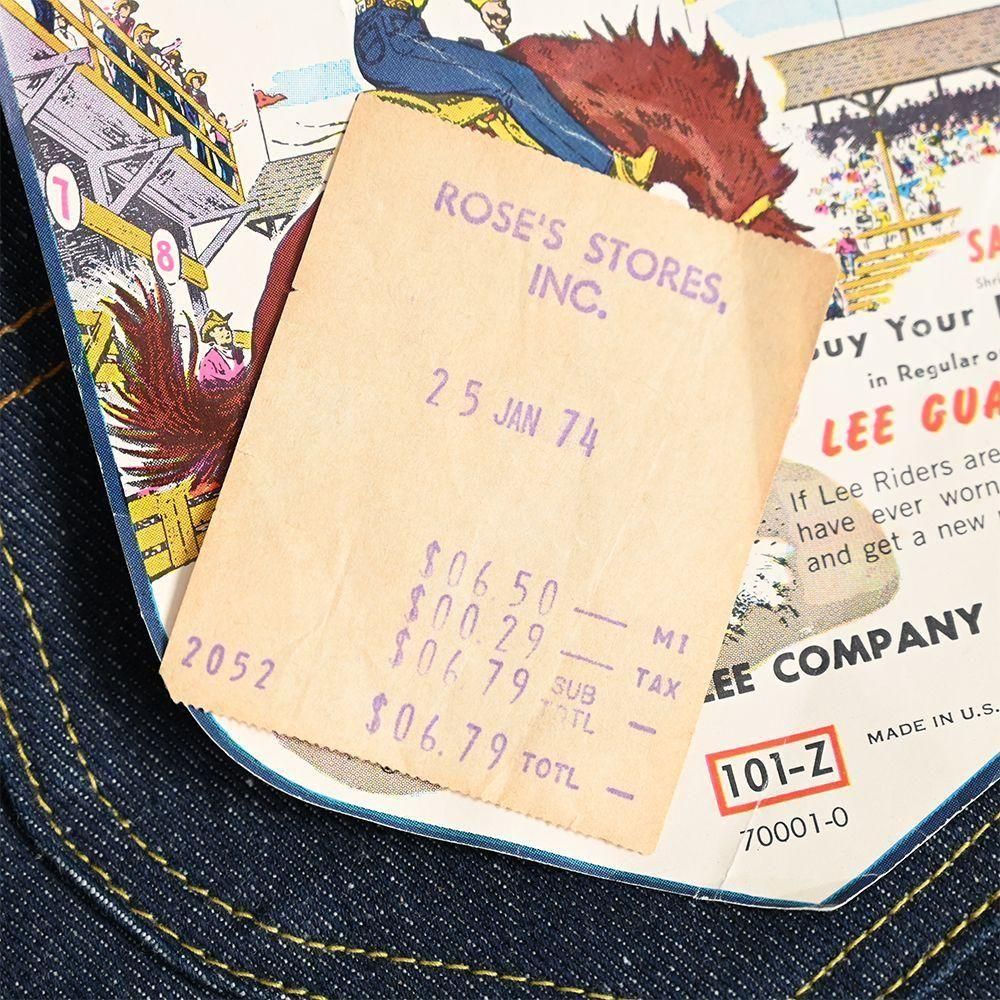 7
8
ROSE'S STORES,
INC.
25 JAN 74
$06.50 — MI
$00.29 — TAX
$06.79 SUB TOTL —
2052
$06.79 TOTL —
SA
Your
in Regular
LEE GUA
If Lee Riders are
have ever worn
and get a new
LEE COMPANY
MADE IN U.S.
101-Z
70001-0